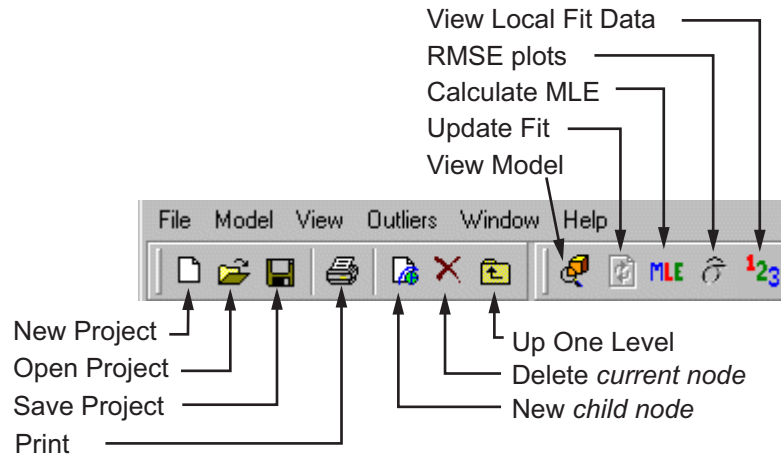 View Local Fit Data
RMSE plots
Calculate MLE
Update Fit
View Model
File Model View Outliers Window Help
MLE σ̂ 123
New Project
Open Project
Save Project
Print
Up One Level
Delete current node
New child node